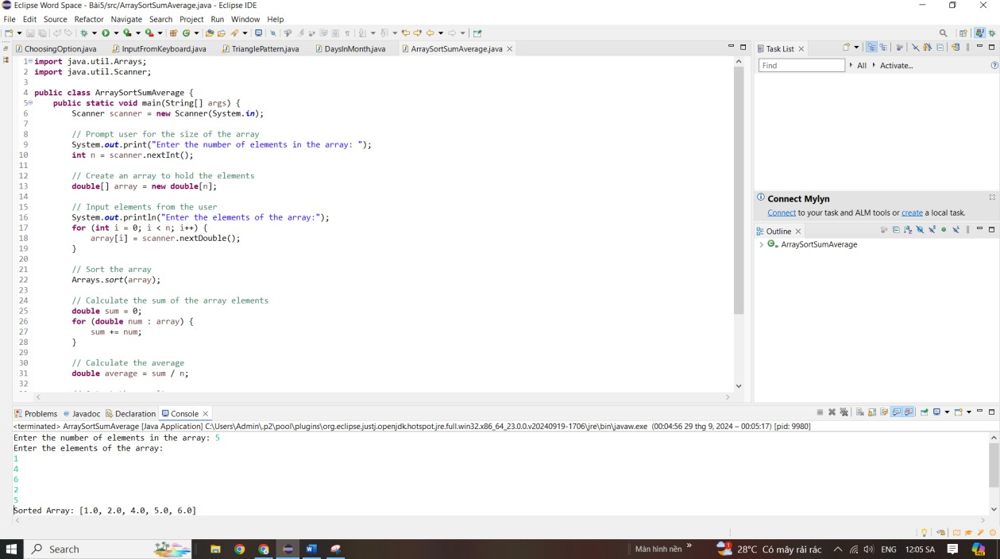 Eclipse Word Space - Bài5/src/ArraySortSumAverage.java - Eclipse IDE
File Edit Source Refactor Navigate Search Project Run Window Help
ChoosingOption.java InputFromKeyboard.java TrianglePattern.java DaysInMonth.java ArraySortSumAverage.java
1 import java.util.Arrays;
2 import java.util.Scanner;
3
4 public class ArraySortSumAverage {
5 public static void main(String[] args) {
6 Scanner scanner = new Scanner(System.in);
7
8 // Prompt user for the size of the array
9 System.out.print("Enter the number of elements in the array: ");
10 int n = scanner.nextInt();
11
12 // Create an array to hold the elements
13 double[] array = new double[n];
14
15 // Input elements from the user
16 System.out.println("Enter the elements of the array:");
17 for (int i = 0; i < n; i++) {
18 array[i] = scanner.nextDouble();
19 }
20
21 // Sort the array
22 Arrays.sort(array);
23
24 // Calculate the sum of the array elements
25 double sum = 0;
26 for (double num : array) {
27 sum += num;
28 }
29
30 // Calculate the average
31 double average = sum / n;
32
Task List
Find All Activate...
Connect Mylyn
Connect to your task and ALM tools or create a local task.
Outline
ArraySortSumAverage
Problems Javadoc Declaration Console
<terminated> ArraySortSumAverage [Java Application] C:\Users\Admin\.p2\pool\plugins\org.eclipse.justj.openjdk.hotspot.jre.full.win32.x86_64_23.0.0.v20240919-1706\jre\bin\javaw.exe (00:04:56 29 thg 9, 2024 – 00:05:17) [pid: 9980]
Enter the number of elements in the array: 5
Enter the elements of the array:
1
4
6
2
5
Sorted Array: [1.0, 2.0, 4.0, 5.0, 6.0]
Search
Màn hình nền » 28°C Có mây rải rác ENG 12:05 SA